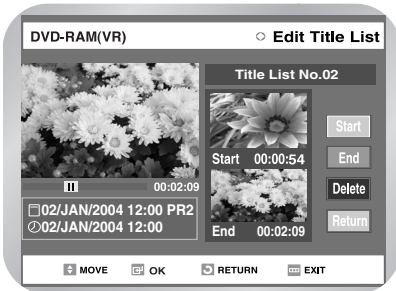 DVD-RAM(VR)
Edit Title List
Title List No.02
Start 00:00:54
End 00:02:09
00:02:09
02/JAN/2004 12:00 PR2
02/JAN/2004 12:00
Start
End
Delete
Return
MOVE
OK
RETURN
EXIT